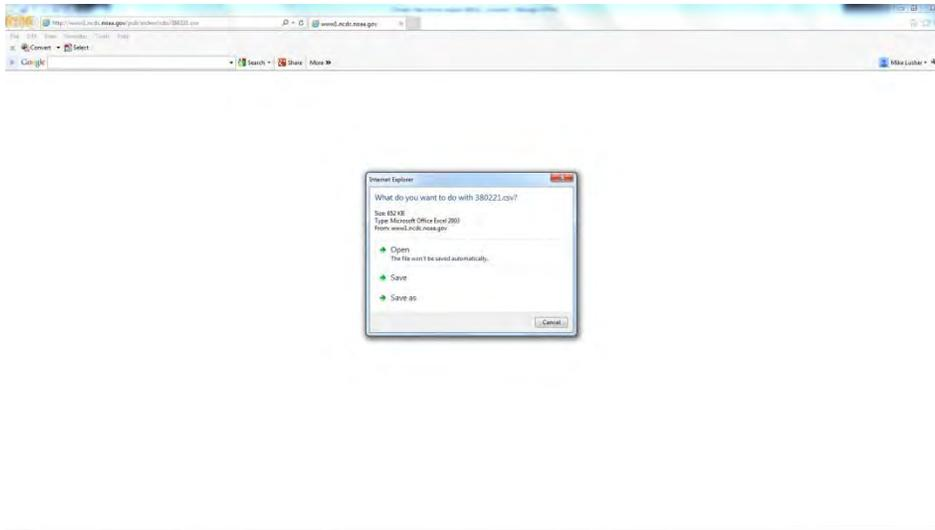 www1.ncdc.noaa.gov
Convert Select
Google Search Share More Mike Lusher
Internet Explorer
What do you want to do with 380221.csv?
Size: 652 KB
Type: Microsoft Office Excel 2003
From: www1.ncdc.noaa.gov
Open
The file won't be saved automatically.
Save
Save as
Cancel